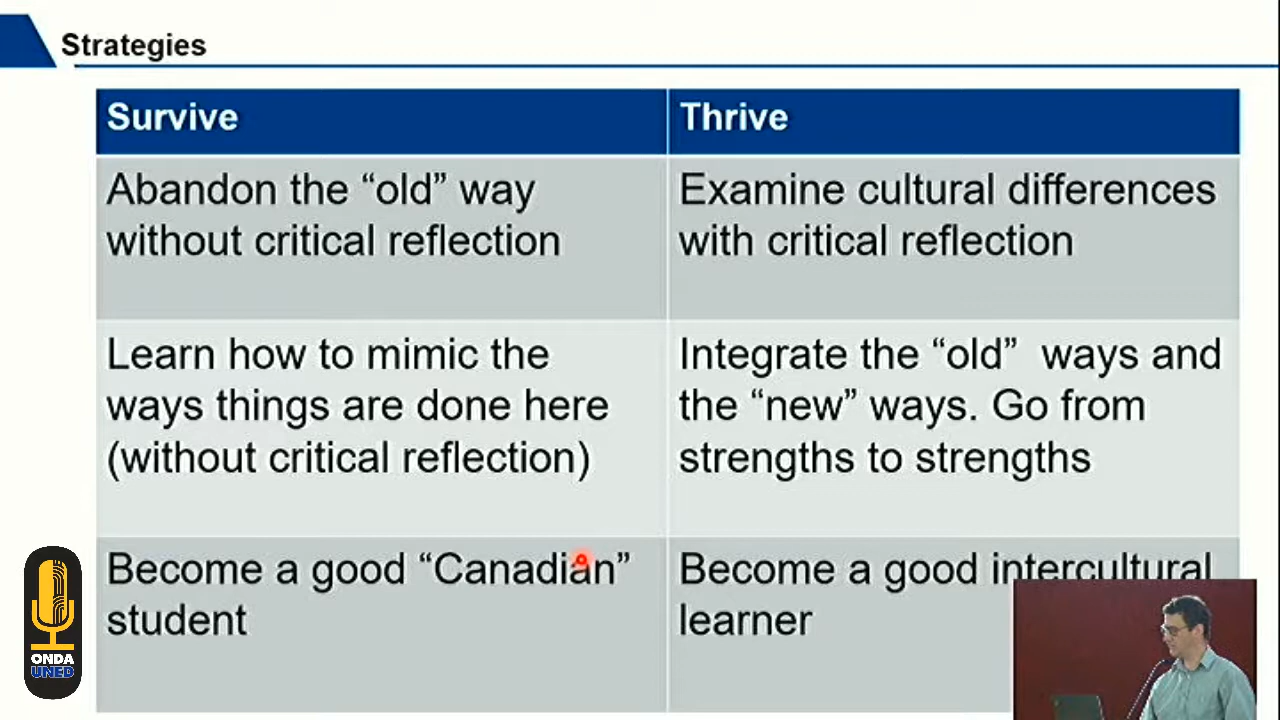 Strategies
Survive
Thrive
Abandon the “old” way
without critical reflection
Examine cultural differences
with critical reflection
Learn how to mimic the
ways things are done here
(without critical reflection)
Integrate the “old”  ways and
the “new” ways. Go from
strengths to strengths
Become a good “Canadian”
student
Become a good intercultural
learner
ONDA
UNED